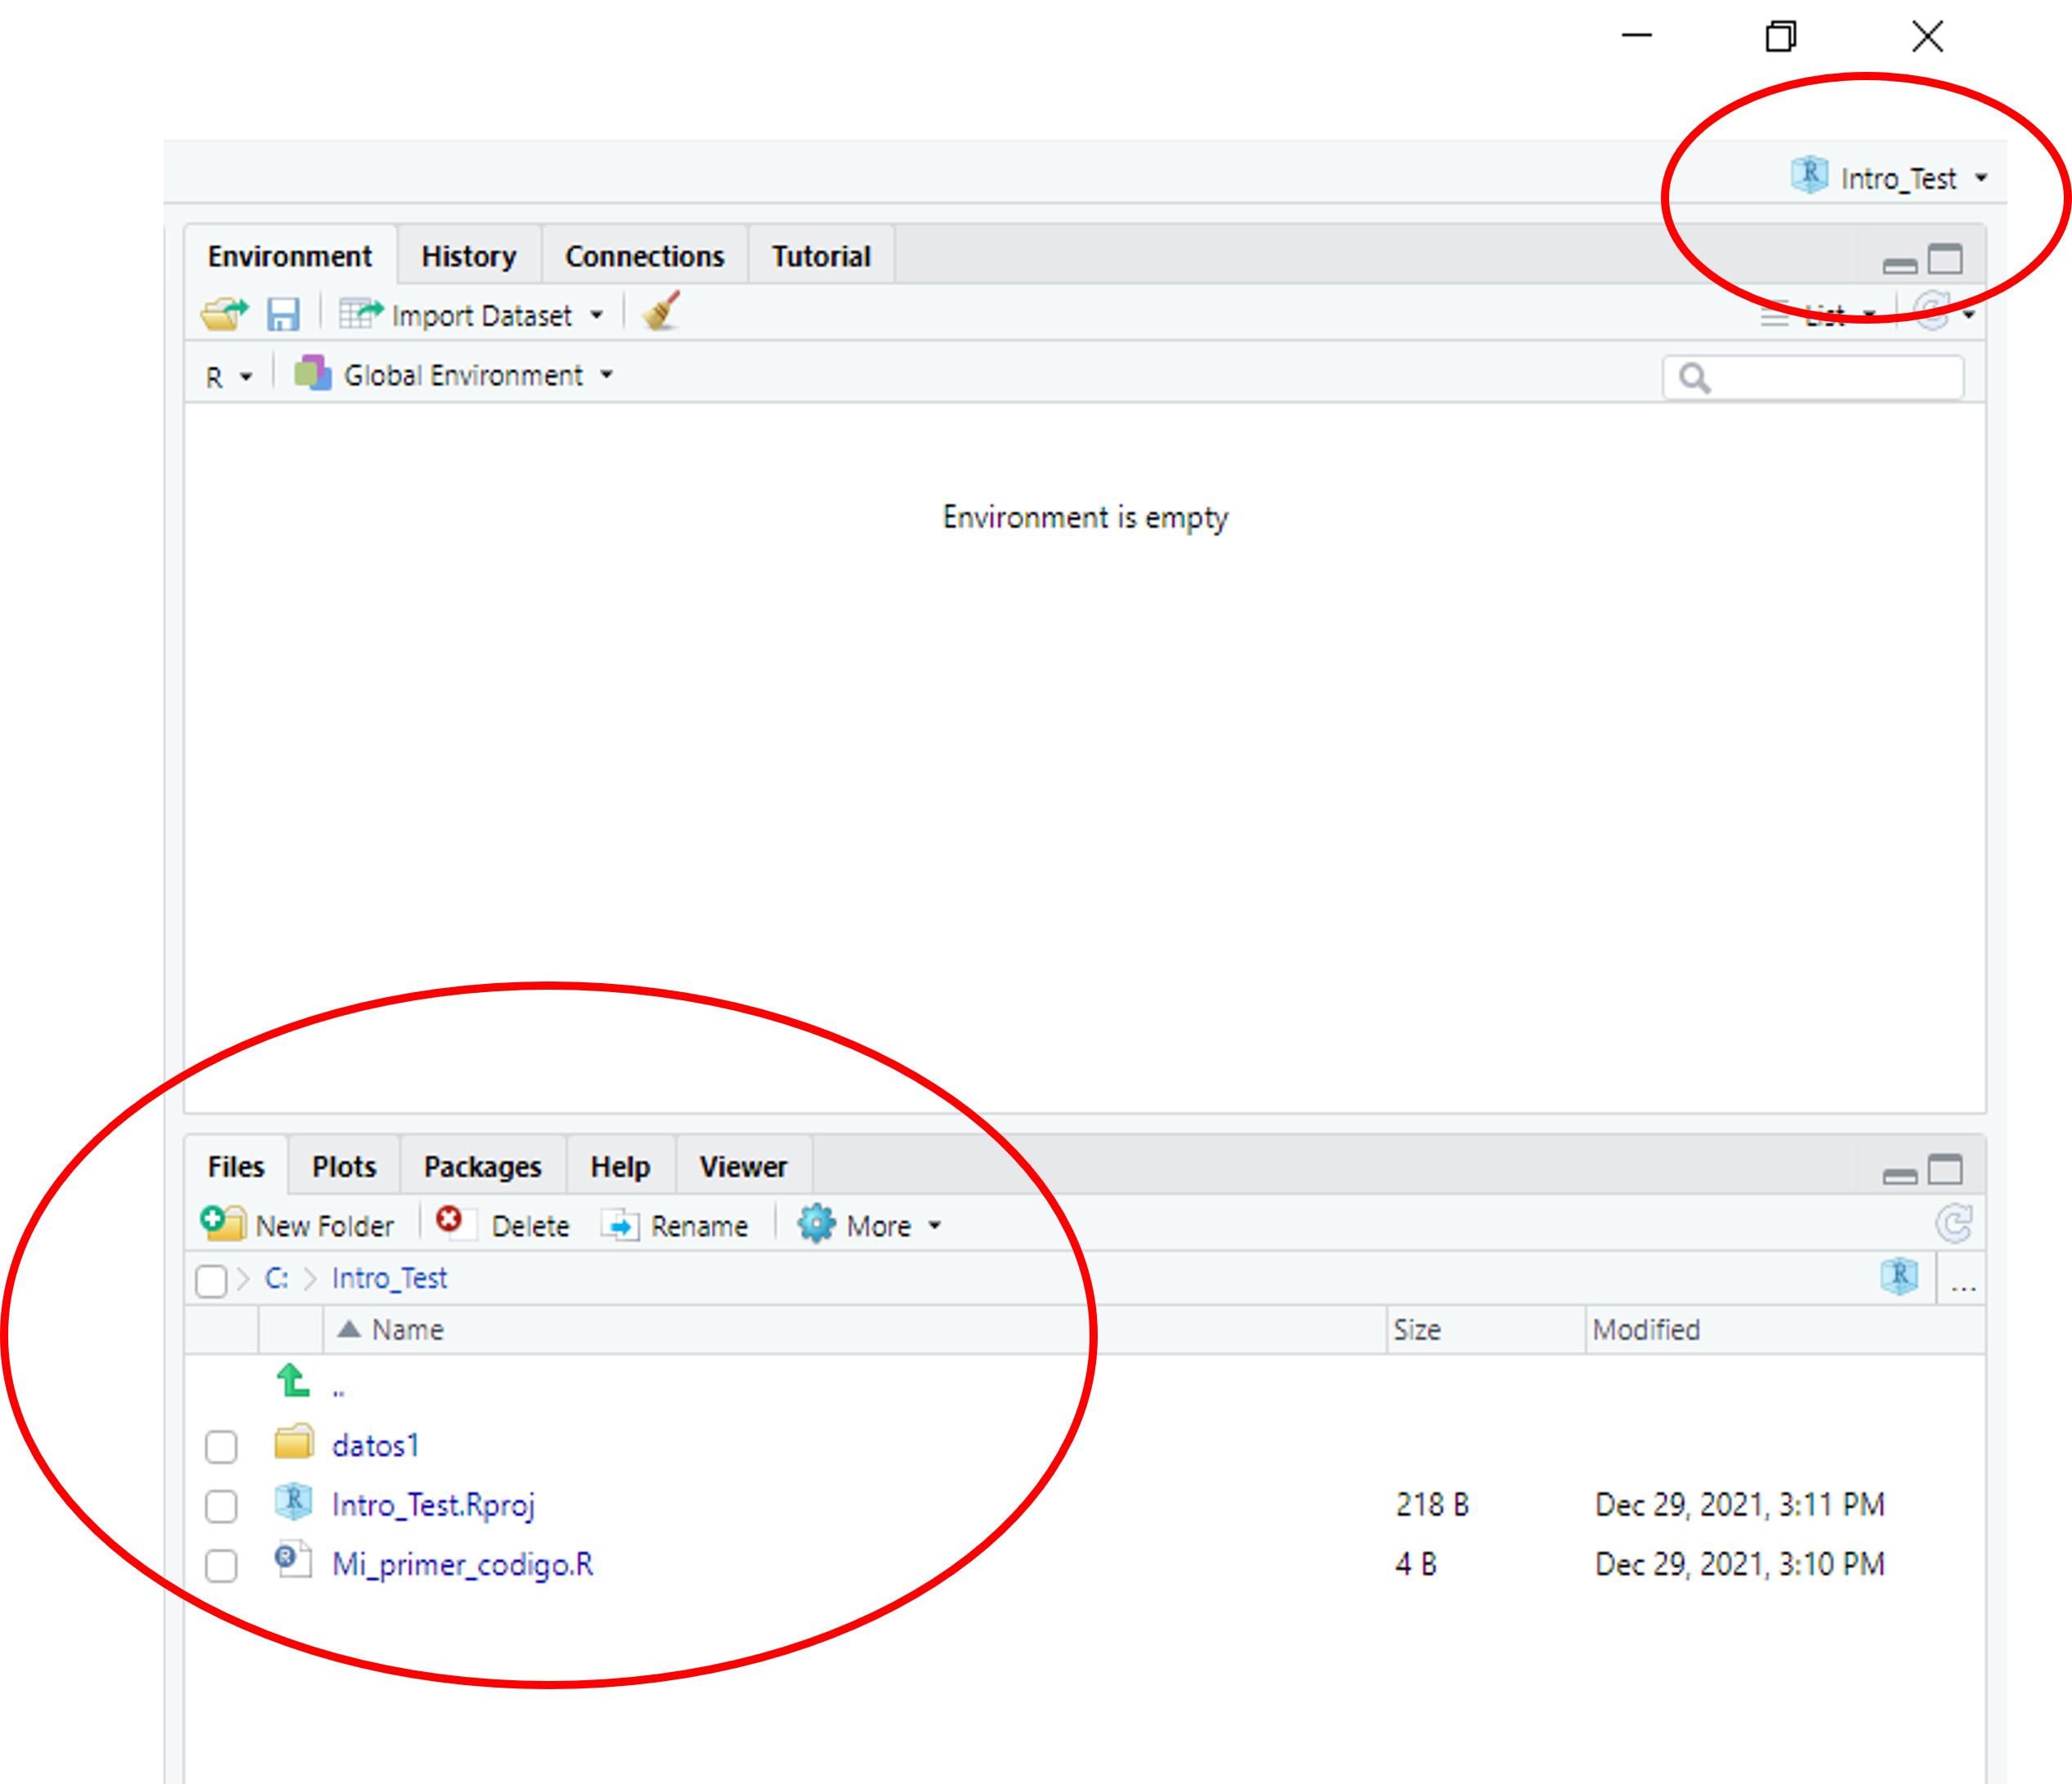 Intro_Test
Environment History Connections Tutorial
Import Dataset List
R Global Environment
Environment is empty
Files Plots Packages Help Viewer
New Folder Delete Rename More
C: Intro_Test ...
Name Size Modified
..
datos1
Intro_Test.Rproj 218 B Dec 29, 2021, 3:11 PM
Mi_primer_codigo.R 4 B Dec 29, 2021, 3:10 PM